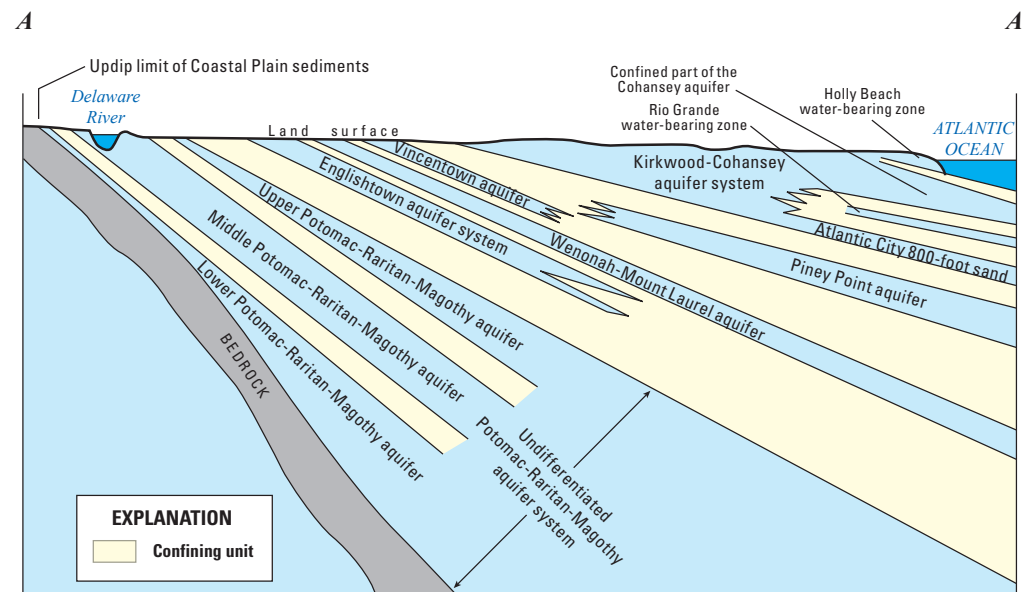 A
A
Updip limit of Coastal Plain sediments
Delaware
River
Land surface
Confined part of the
Cohansey aquifer
Rio Grande
water-bearing zone
Holly Beach
water-bearing zone
ATLANTIC
OCEAN
Kirkwood-Cohansey
aquifer system
Vincentown aquifer
Englishtown aquifer system
Upper Potomac-Raritan-Magothy aquifer
Middle Potomac-Raritan-Magothy aquifer
Lower Potomac-Raritan-Magothy aquifer
Wenonah-Mount Laurel aquifer
Atlantic City 800-foot sand
Piney Point aquifer
BEDROCK
Undifferentiated
Potomac-Raritan-Magothy
aquifer system
EXPLANATION
Confining unit